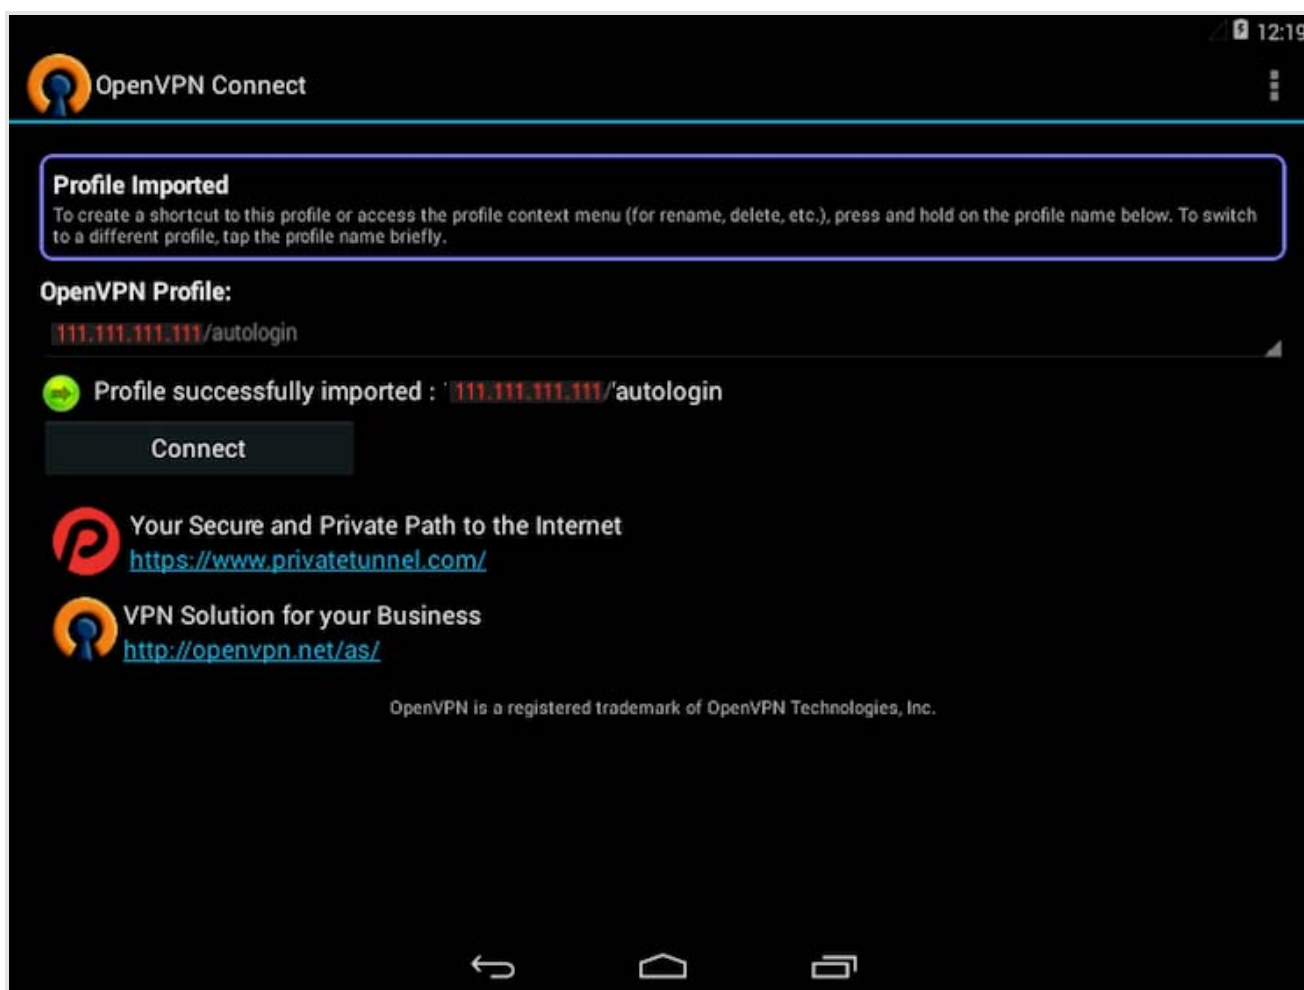 12:19
OpenVPN Connect
Profile Imported
To create a shortcut to this profile or access the profile context menu (for rename, delete, etc.), press and hold on the profile name below. To switch
to a different profile, tap the profile name briefly.
OpenVPN Profile:
111.111.111.111/autologin
Profile successfully imported : '111.111.111.111/'autologin
Connect
Your Secure and Private Path to the Internet
https://www.privatetunnel.com/
VPN Solution for your Business
http://openvpn.net/as/
OpenVPN is a registered trademark of OpenVPN Technologies, Inc.